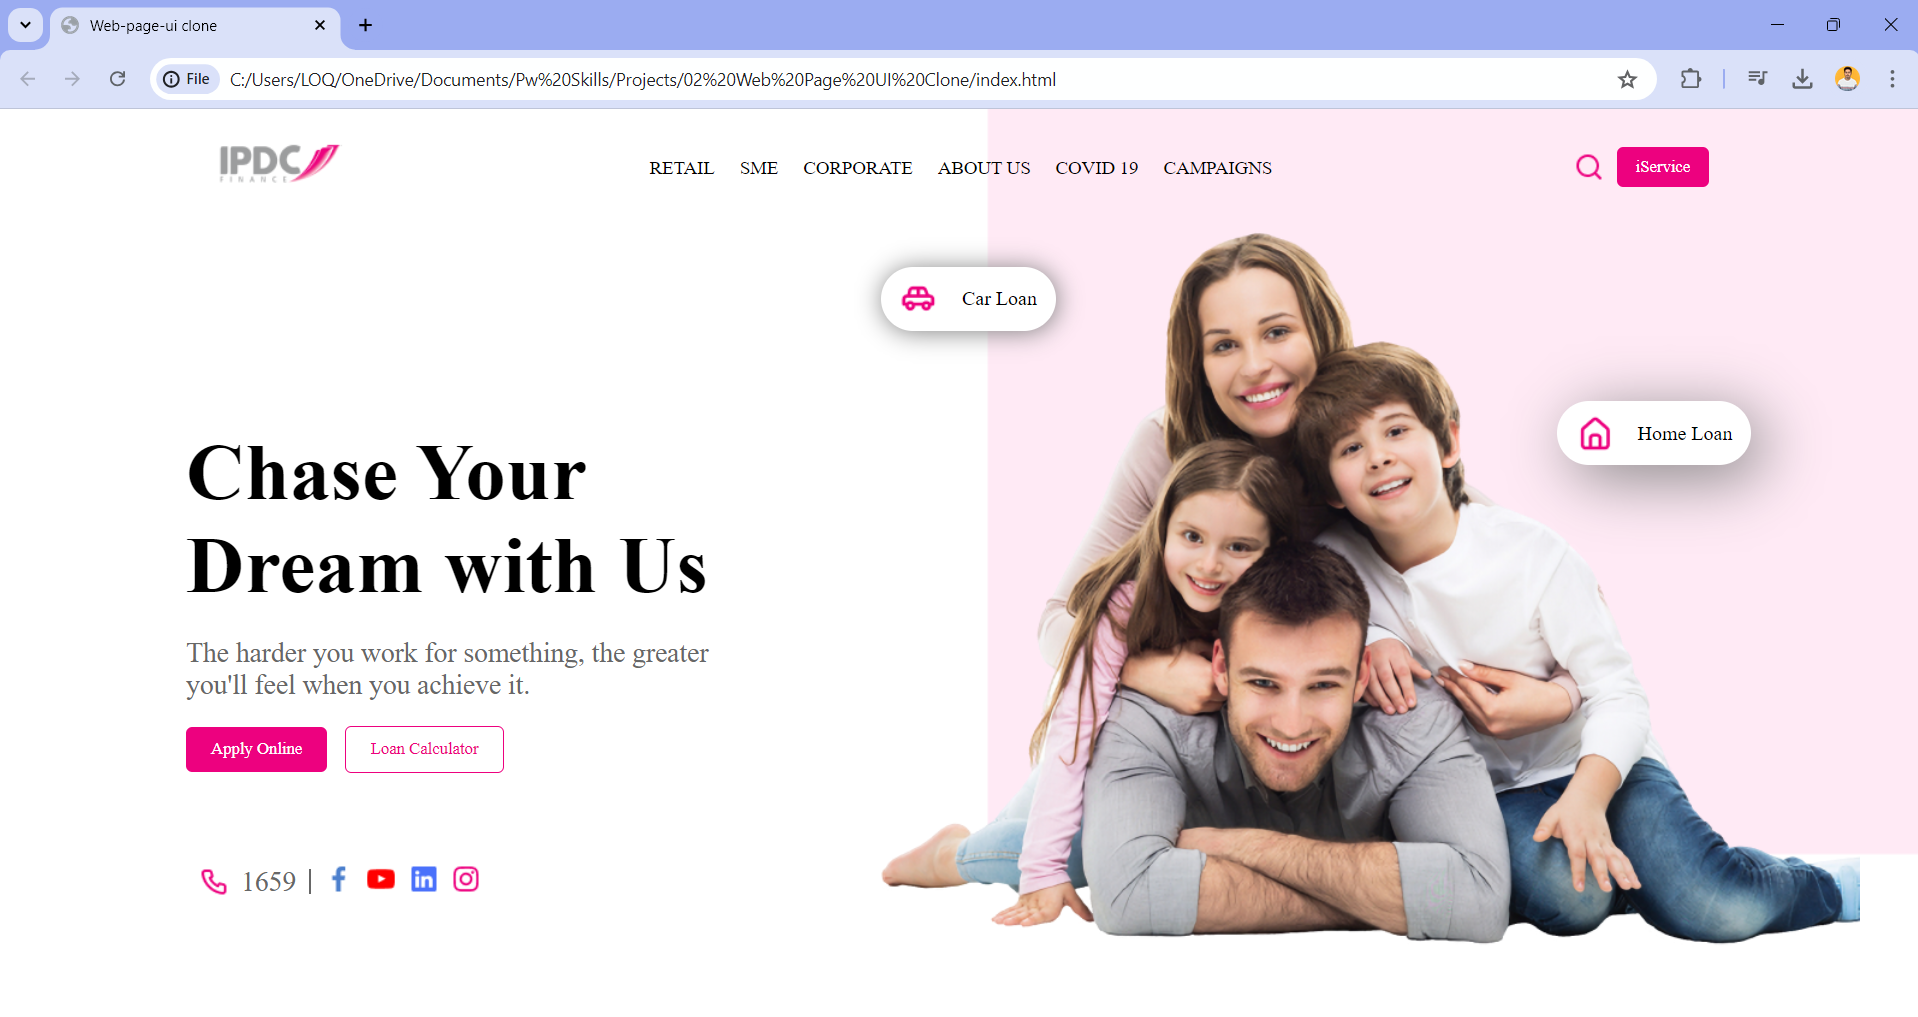 Web-page-ui clone
File
C:/Users/LOQ/OneDrive/Documents/Pw%20Skills/Projects/02%20Web%20Page%20UI%20Clone/index.html
IPDC
FINANCE
RETAIL SME CORPORATE ABOUT US COVID 19 CAMPAIGNS
iService
Car Loan
Home Loan
Chase Your
Dream with Us
The harder you work for something, the greater
you'll feel when you achieve it.
Apply Online Loan Calculator
1659 |